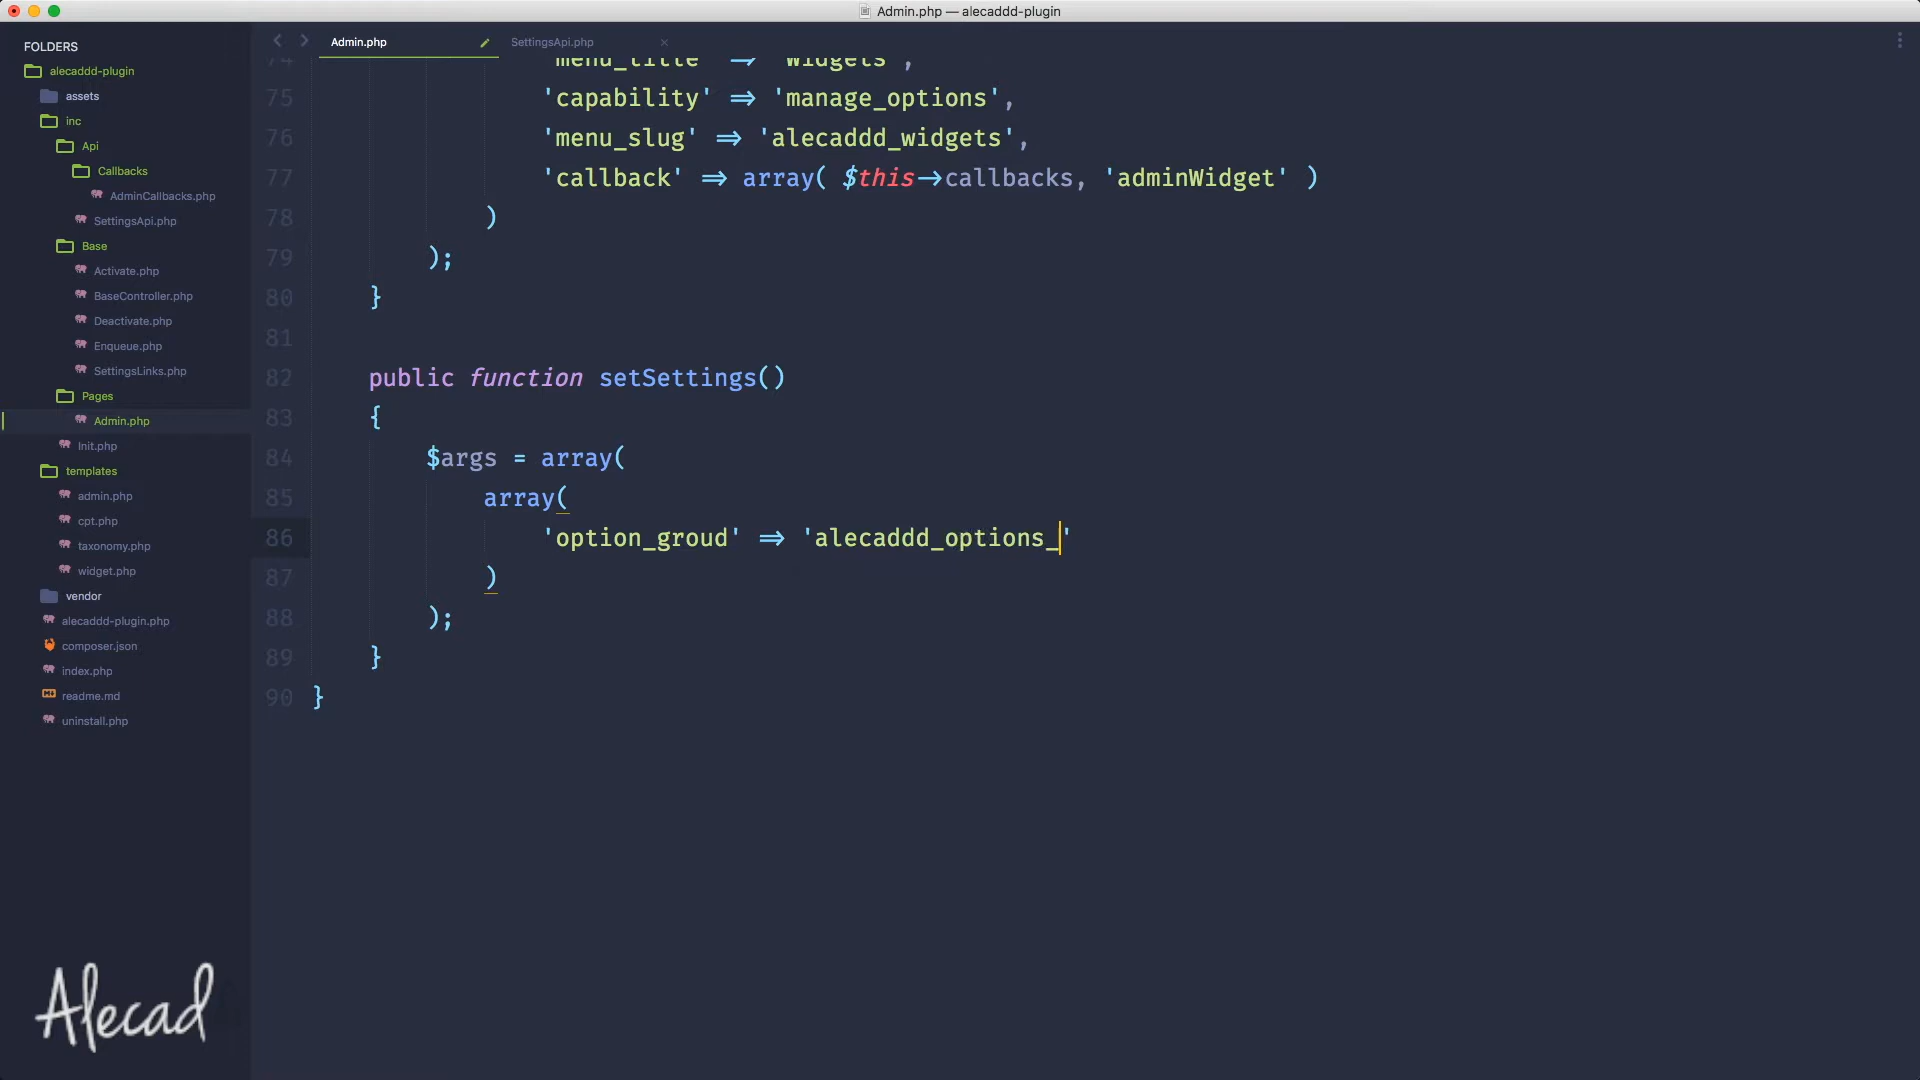 Admin.php — alecaddd-plugin
FOLDERS
alecaddd-plugin
assets
inc
Api
Callbacks
AdminCallbacks.php
SettingsApi.php
Base
Activate.php
BaseController.php
Deactivate.php
Enqueue.php
SettingsLinks.php
Pages
Admin.php
Init.php
templates
admin.php
cpt.php
taxonomy.php
widget.php
vendor
alecaddd-plugin.php
composer.json
index.php
readme.md
uninstall.php
Alecad
Admin.php
SettingsApi.php
74 'menu_title' => 'Widgets',
75 'capability' => 'manage_options',
76 'menu_slug' => 'alecaddd_widgets',
77 'callback' => array( $this->callbacks, 'adminWidget' )
78 )
79 );
80 }
81
82 public function setSettings()
83 {
84 $args = array(
85 array(
86 'option_groud' => 'alecaddd_options_'
87 )
88 );
89 }
90 }